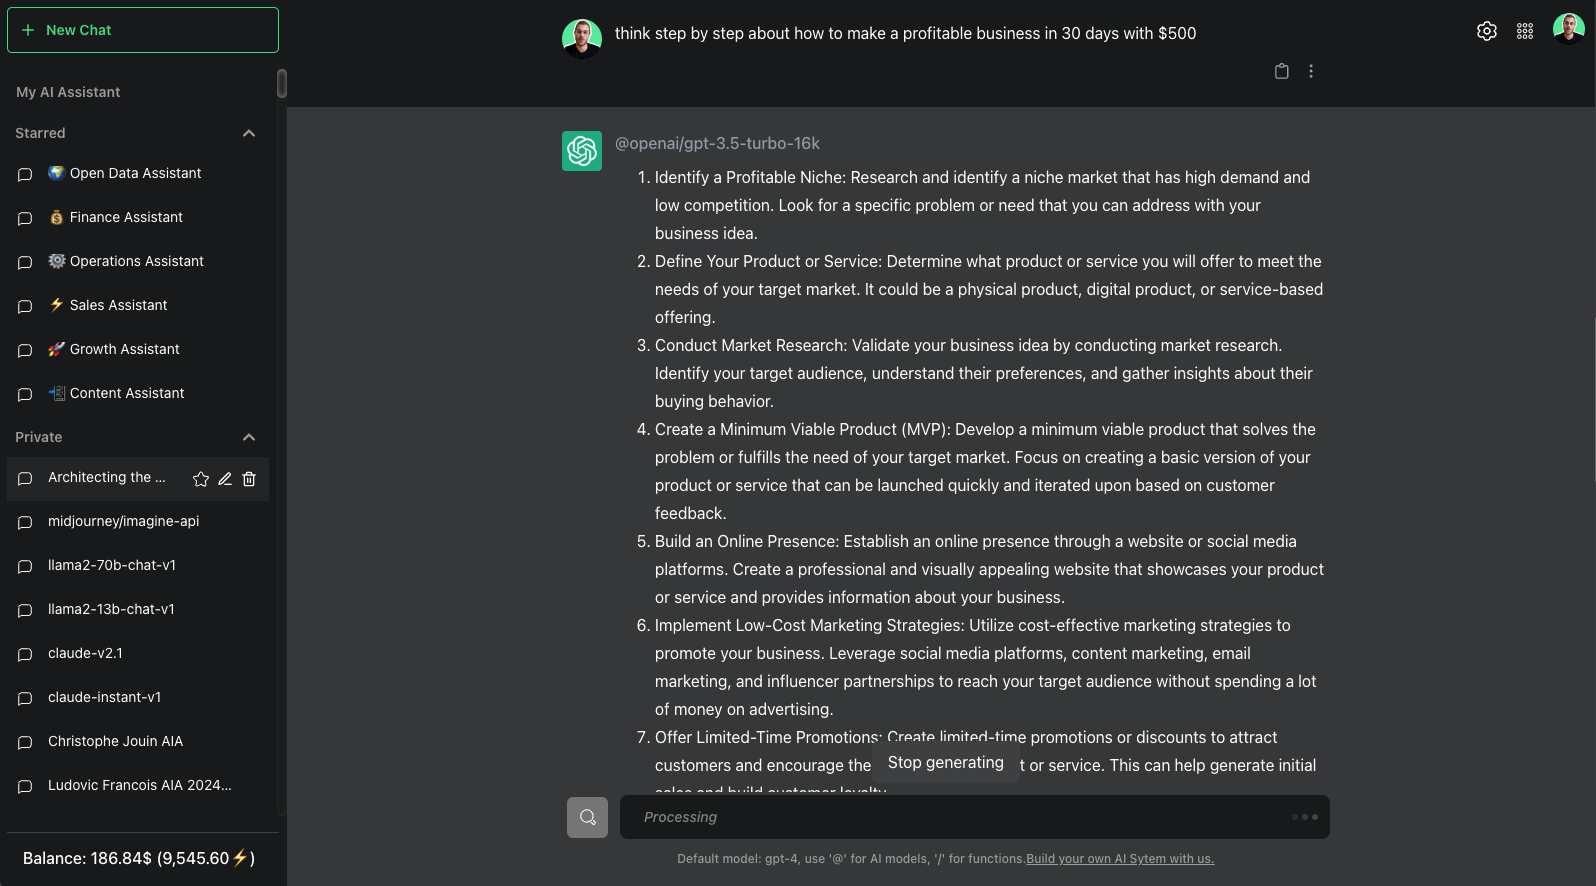 New Chat
My AI Assistant
Starred
Open Data Assistant
Finance Assistant
Operations Assistant
Sales Assistant
Growth Assistant
Content Assistant
Private
Architecting the ...
midjourney/imagine-api
llama2-70b-chat-v1
llama2-13b-chat-v1
claude-v2.1
claude-instant-v1
Christophe Jouin AIA
Ludovic Francois AIA 2024...
Balance: 186.84$ (9,545.60⚡)
think step by step about how to make a profitable business in 30 days with $500
@openai/gpt-3.5-turbo-16k
1. Identify a Profitable Niche: Research and identify a niche market that has high demand and
low competition. Look for a specific problem or need that you can address with your
business idea.
2. Define Your Product or Service: Determine what product or service you will offer to meet the
needs of your target market. It could be a physical product, digital product, or service-based
offering.
3. Conduct Market Research: Validate your business idea by conducting market research.
Identify your target audience, understand their preferences, and gather insights about their
buying behavior.
4. Create a Minimum Viable Product (MVP): Develop a minimum viable product that solves the
problem or fulfills the need of your target market. Focus on creating a basic version of your
product or service that can be launched quickly and iterated upon based on customer
feedback.
5. Build an Online Presence: Establish an online presence through a website or social media
platforms. Create a professional and visually appealing website that showcases your product
or service and provides information about your business.
6. Implement Low-Cost Marketing Strategies: Utilize cost-effective marketing strategies to
promote your business. Leverage social media platforms, content marketing, email
marketing, and influencer partnerships to reach your target audience without spending a lot
of money on advertising.
7. Offer Limited-Time Promotions: Create limited-time promotions or discounts to attract
customers and encourage the t or service. This can help generate initial
sales and build customer loyalty.
Stop generating
Processing
Default model: gpt-4, use '@' for AI models, '/' for functions.Build your own AI Sytem with us.